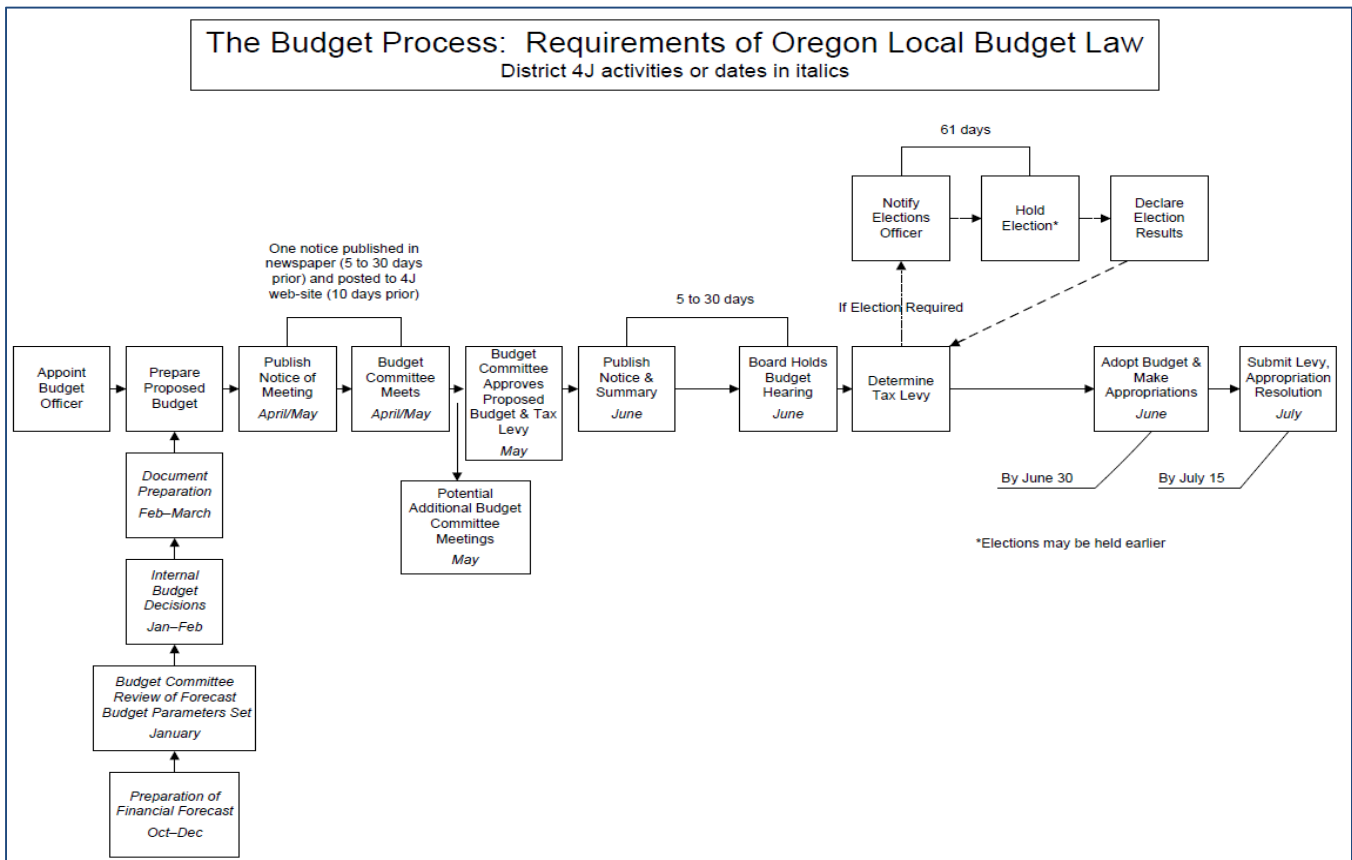 The Budget Process:  Requirements of Oregon Local Budget Law
District 4J activities or dates in italics
61 days
Notify
Elections
Officer
Hold
Election*
Declare
Election
Results
One notice published in
newspaper (5 to 30 days
prior) and posted to 4J
web-site (10 days prior)
5 to 30 days
If Election Required
Appoint
Budget
Officer
Prepare
Proposed
Budget
Publish
Notice of
Meeting
April/May
Budget
Committee
Meets
April/May
Budget
Committee
Approves
Proposed
Budget & Tax
Levy
May
Publish
Notice &
Summary
June
Board Holds
Budget
Hearing
June
Determine
Tax Levy
Adopt Budget &
Make
Appropriations
June
Submit Levy,
Appropriation
Resolution
July
By June 30
By July 15
Document
Preparation
Feb–March
Potential
Additional Budget
Committee
Meetings
May
*Elections may be held earlier
Internal
Budget
Decisions
Jan–Feb
Budget Committee
Review of Forecast
Budget Parameters Set
January
Preparation of
Financial Forecast
Oct–Dec